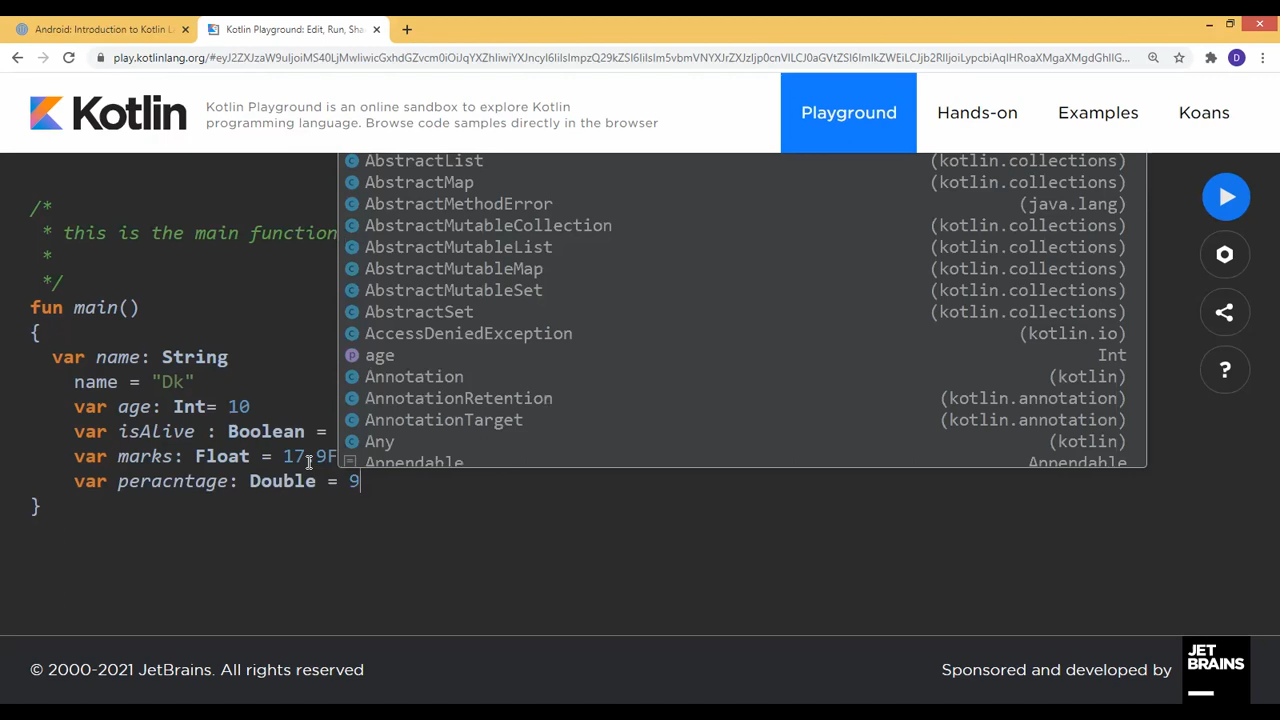 Android: Introduction to Kotlin L
Kotlin Playground: Edit, Run, Sha
D
Kotlin
Kotlin Playground is an online sandbox to explore Kotlin
programming language. Browse code samples directly in the browser
Playground
Hands-on
Examples
Koans
AbstractList (kotlin.collections)
AbstractMap (kotlin.collections)
AbstractMethodError (java.lang)
AbstractMutableCollection (kotlin.collections)
AbstractMutableList (kotlin.collections)
AbstractMutableMap (kotlin.collections)
AbstractMutableSet (kotlin.collections)
AbstractSet (kotlin.collections)
AccessDeniedException (kotlin.io)
age Int
Annotation (kotlin)
AnnotationRetention (kotlin.annotation)
AnnotationTarget (kotlin.annotation)
Any (kotlin)
Appendable Appendable
/*
* this is the main function
*
*/
fun main()
{
var name: String
name = "Dk"
var age: Int= 10
var isAlive : Boolean =
var marks: Float = 17.9F
var peracntage: Double = 9
}
© 2000-2021 JetBrains. All rights reserved
Sponsored and developed by
JET
BRAINS